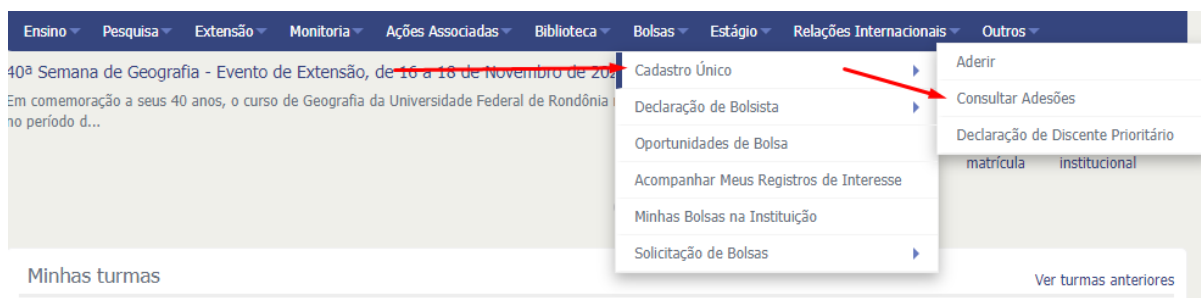 Ensino Pesquisa Extensão Monitoria Ações Associadas Biblioteca Bolsas Estágio Relações Internacionais Outros
40ª Semana de Geografia - Evento de Extensão, de 16 a 18 de Novembro de 202
Em comemoração a seus 40 anos, o curso de Geografia da Universidade Federal de Rondônia
no período d...
Cadastro Único
Declaração de Bolsista
Oportunidades de Bolsa
Acompanhar Meus Registros de Interesse
Minhas Bolsas na Instituição
Solicitação de Bolsas
Aderir
Consultar Adesões
Declaração de Discente Prioritário
matrícula institucional
Minhas turmas
Ver turmas anteriores